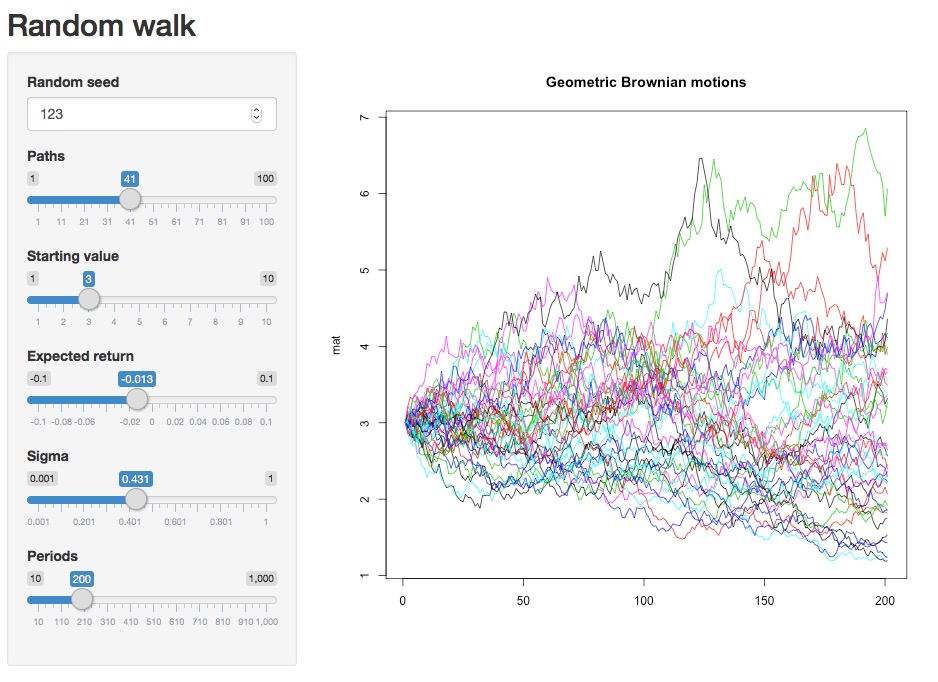 Random walk
Random seed
123
Paths
1 41 100
1 11 21 31 41 51 61 71 81 91 100
Starting value
1 3 10
1 2 3 4 5 6 7 8 9 10
Expected return
-0.1 -0.013 0.1
-0.1 -0.08 -0.06 -0.02 0 0.02 0.04 0.06 0.08 0.1
Sigma
0.001 0.431 1
0.001 0.201 0.401 0.601 0.801 1
Periods
10 200 1,000
10 110 210 310 410 510 610 710 810 910 1,000
Geometric Brownian motions
mat
7
6
5
4
3
2
1
0 50 100 150 200